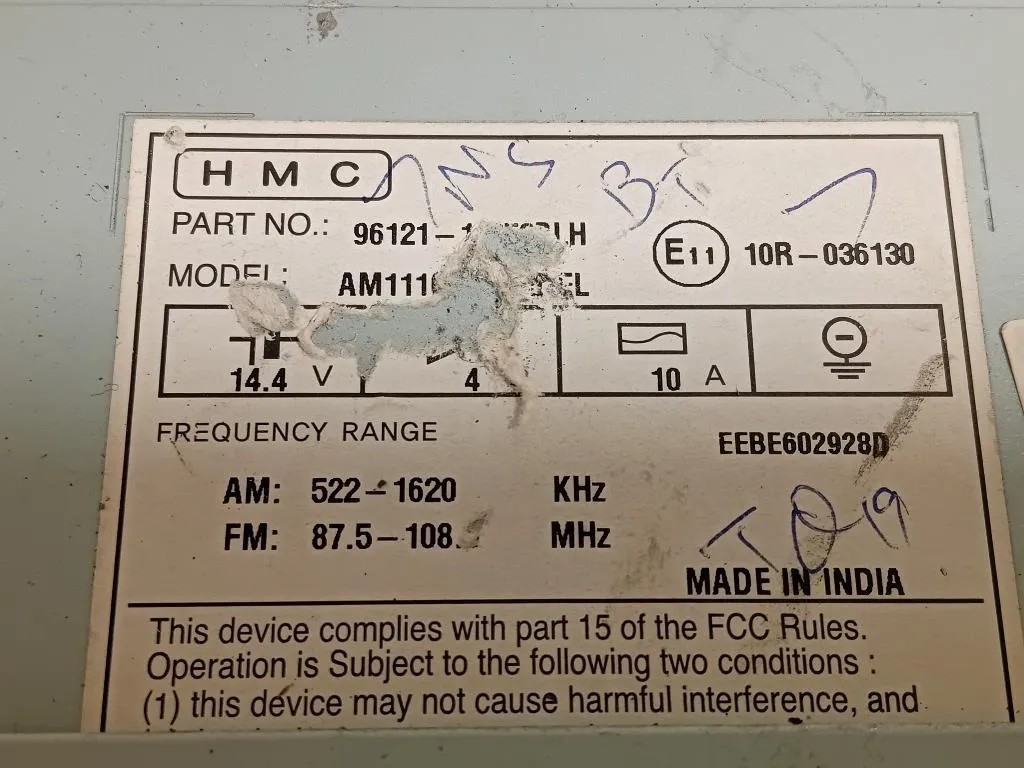 HMC
PART NO.: 96121-
MODEL:
E11 10R-036130
14.4 V 4 10 A
FREQUENCY RANGE
EEBE602928D
AM: 522-1620 KHz
FM: 87.5-108. MHz
MADE IN INDIA
This device complies with part 15 of the FCC Rules.
Operation is Subject to the following two conditions :
(1) this device may not cause harmful interference, and